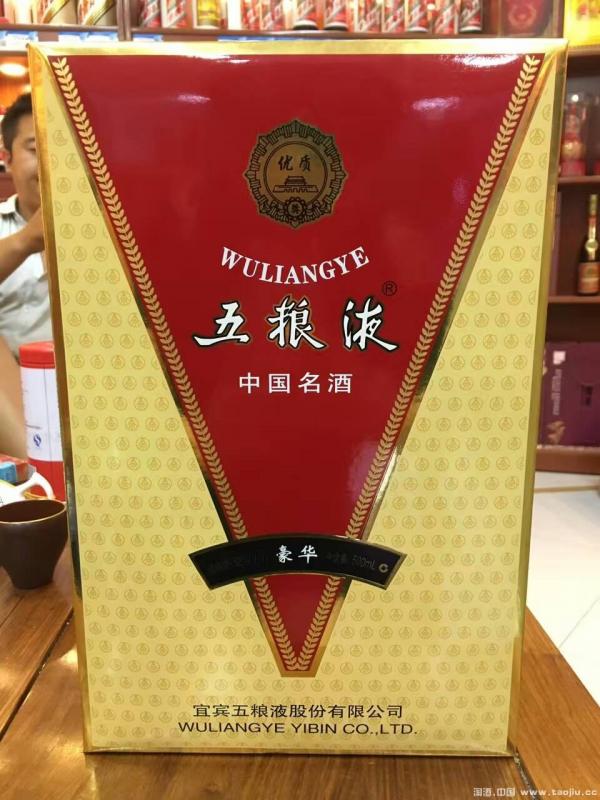 优质
WULIANGYE
五粮液®
中国名酒
豪华
500mL
宜宾五粮液股份有限公司
WULIANGYE YIBIN CO.,LTD.
淘酒.中国 www.taojiu.cc